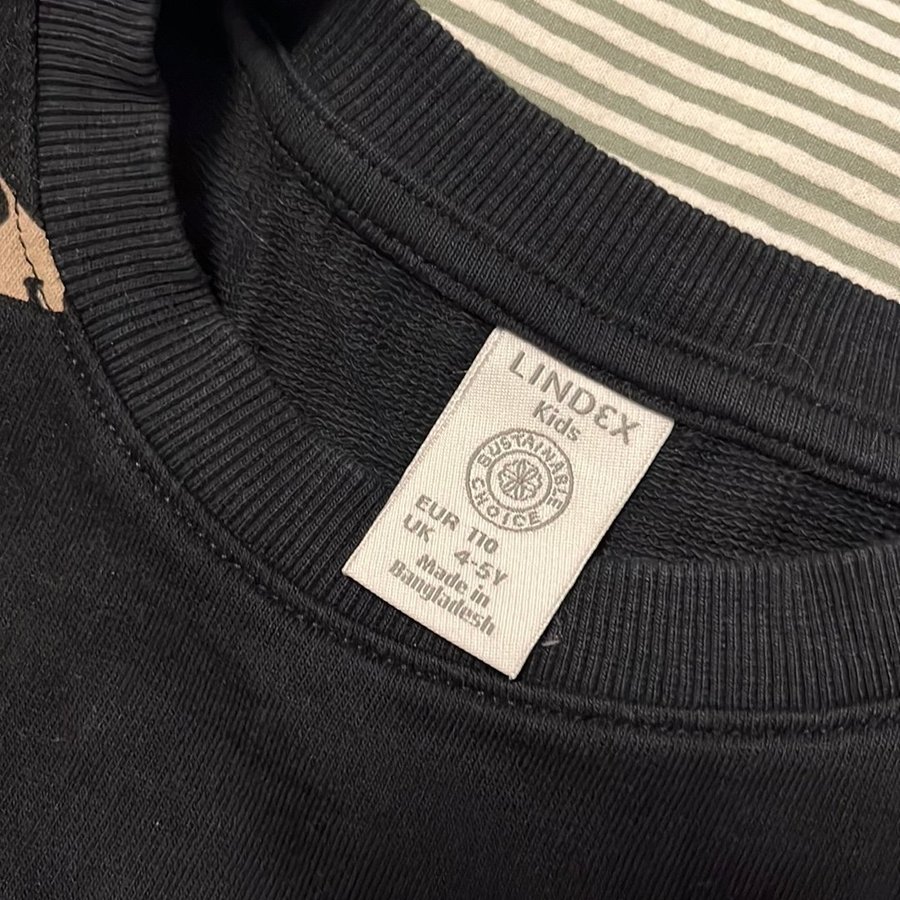 LINDEX
Kids
SUSTAINABLE
CHOICE
EUR 110
UK 4-5Y
Made in
Bangladesh